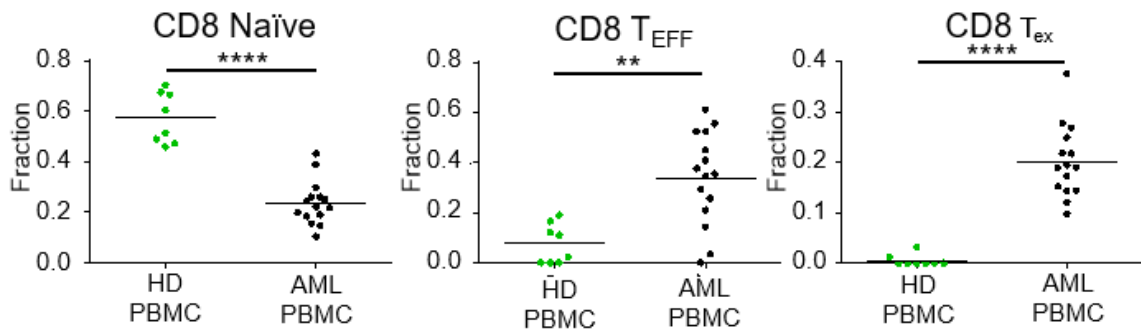 CD8 Naïve
****
Fraction
0.8
0.6
0.4
0.2
0.0
HD
PBMC
AML
PBMC
CD8 TEFF
**
Fraction
0.8
0.6
0.4
0.2
0.0
HD
PBMC
AML
PBMC
CD8 Tex
****
Fraction
0.4
0.3
0.2
0.1
0.0
HD
PBMC
AML
PBMC